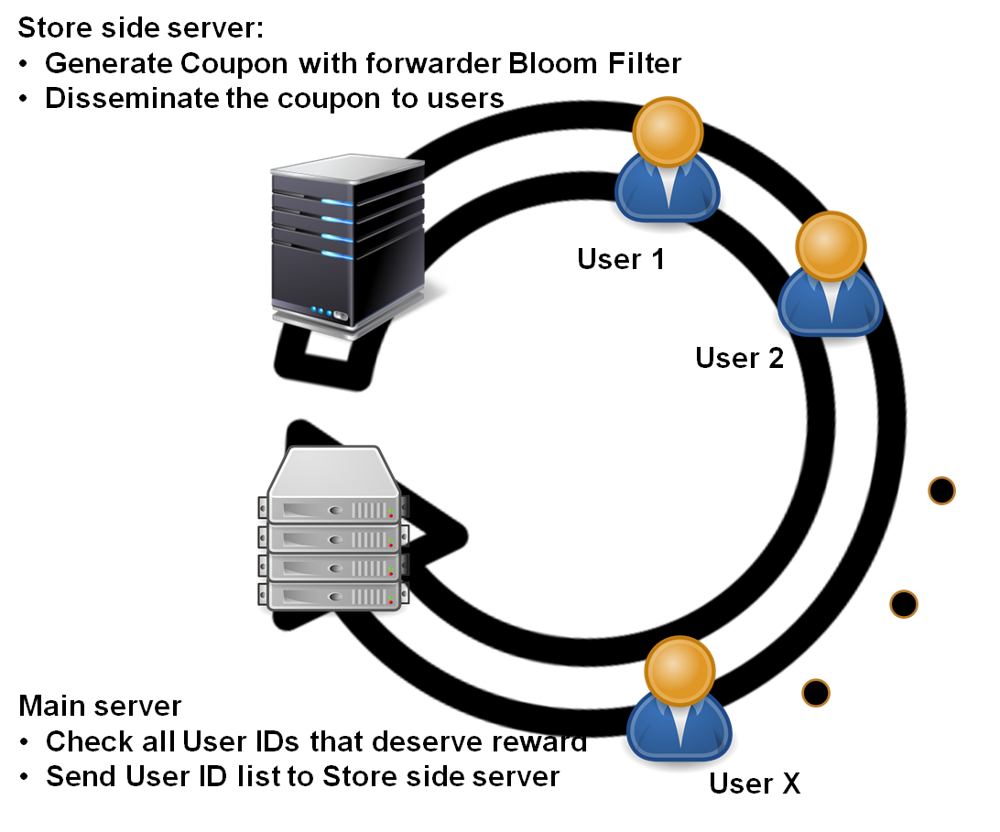 Store side server:
• Generate Coupon with forwarder Bloom Filter
• Disseminate the coupon to users
User 1
User 2
Main server
• Check all User IDs that deserve reward
• Send User ID list to Store side server
User X